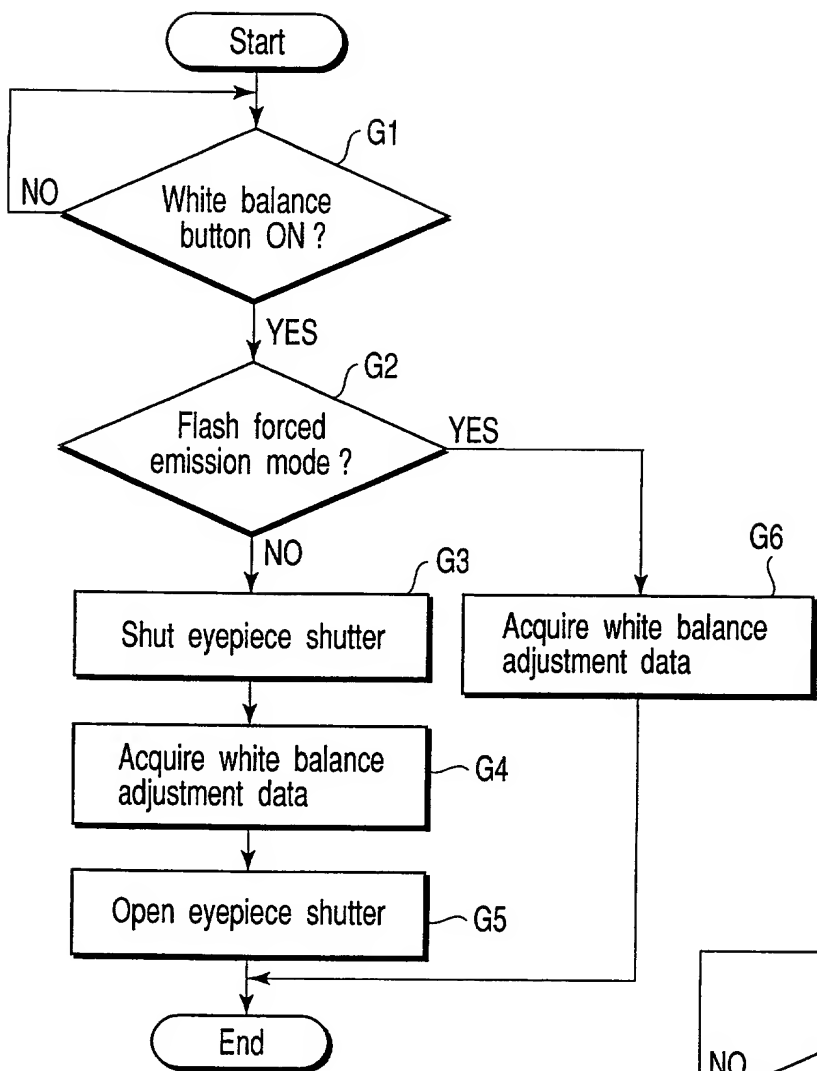 Start
G1
NO
White balance
button ON ?
YES
G2
Flash forced
emission mode ?
YES
NO
G3
G6
Shut eyepiece shutter
Acquire white balance
adjustment data
Acquire white balance
adjustment data
G4
Open eyepiece shutter
G5
End
NO